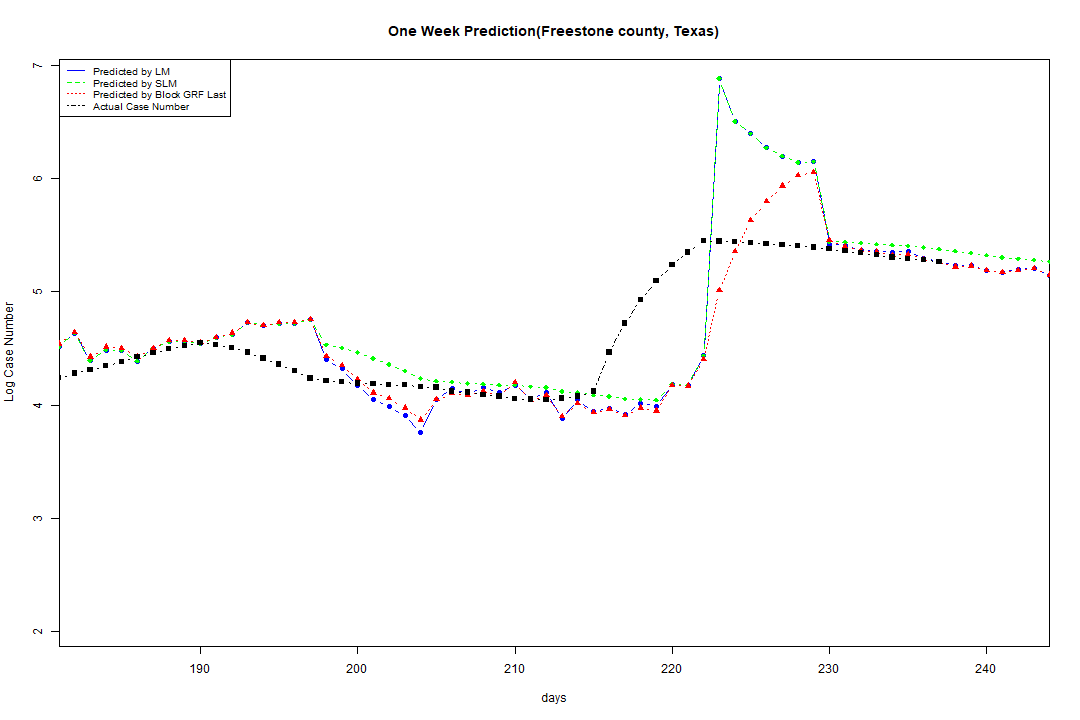 One Week Prediction(Freestone county, Texas)
Predicted by LM
Predicted by SLM
Predicted by Block GRF Last
Actual Case Number
7
6
5
4
3
2
Log Case Number
190 200 210 220 230 240
days